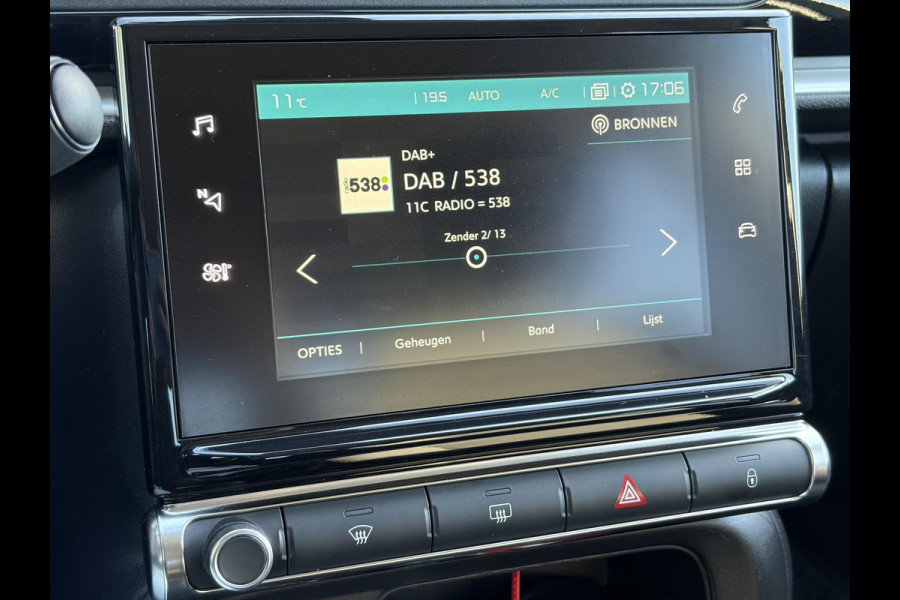 11°C | 19.5 AUTO A/C | 17:06
BRONNEN
DAB+
radio 538
DAB / 538
11C RADIO = 538
Zender 2/ 13
OPTIES | Geheugen | Band | Lijst
N